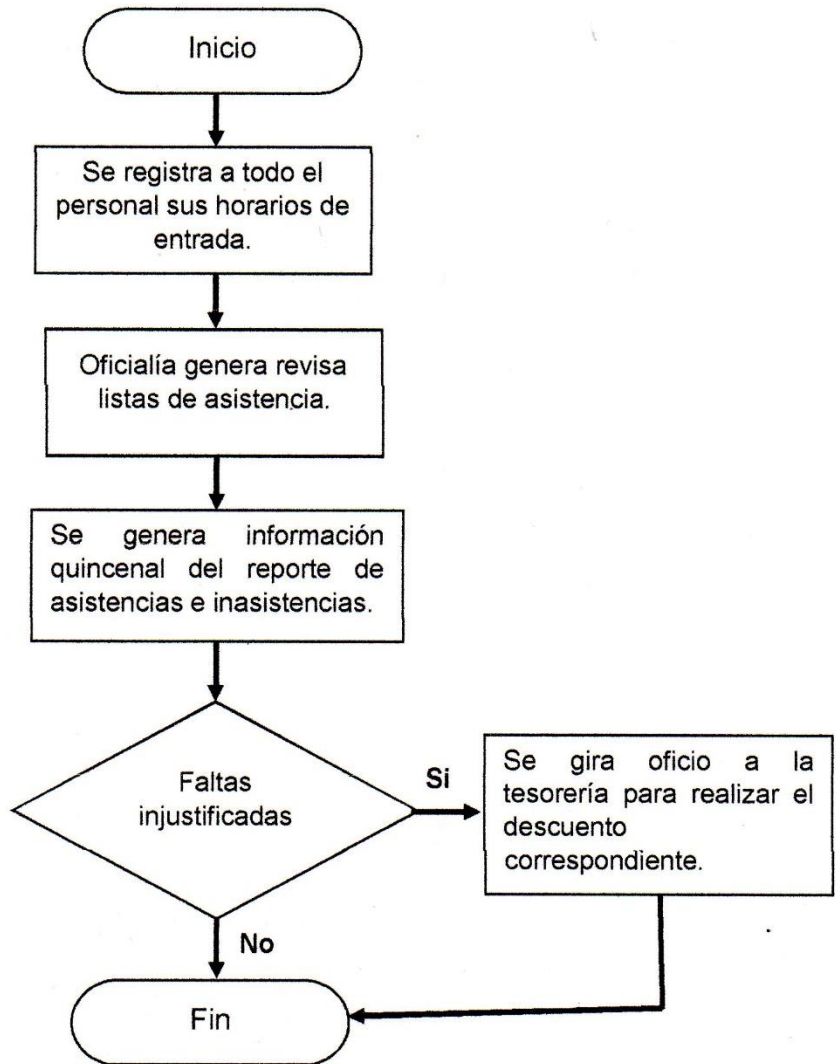 Inicio
Se registra a todo el
personal sus horarios de
entrada.
Oficialía genera revisa
listas de asistencia.
Se genera información
quincenal del reporte de
asistencias e inasistencias.
Faltas
injustificadas
Si
Se gira oficio a la
tesorería para realizar el
descuento
correspondiente.
No
Fin